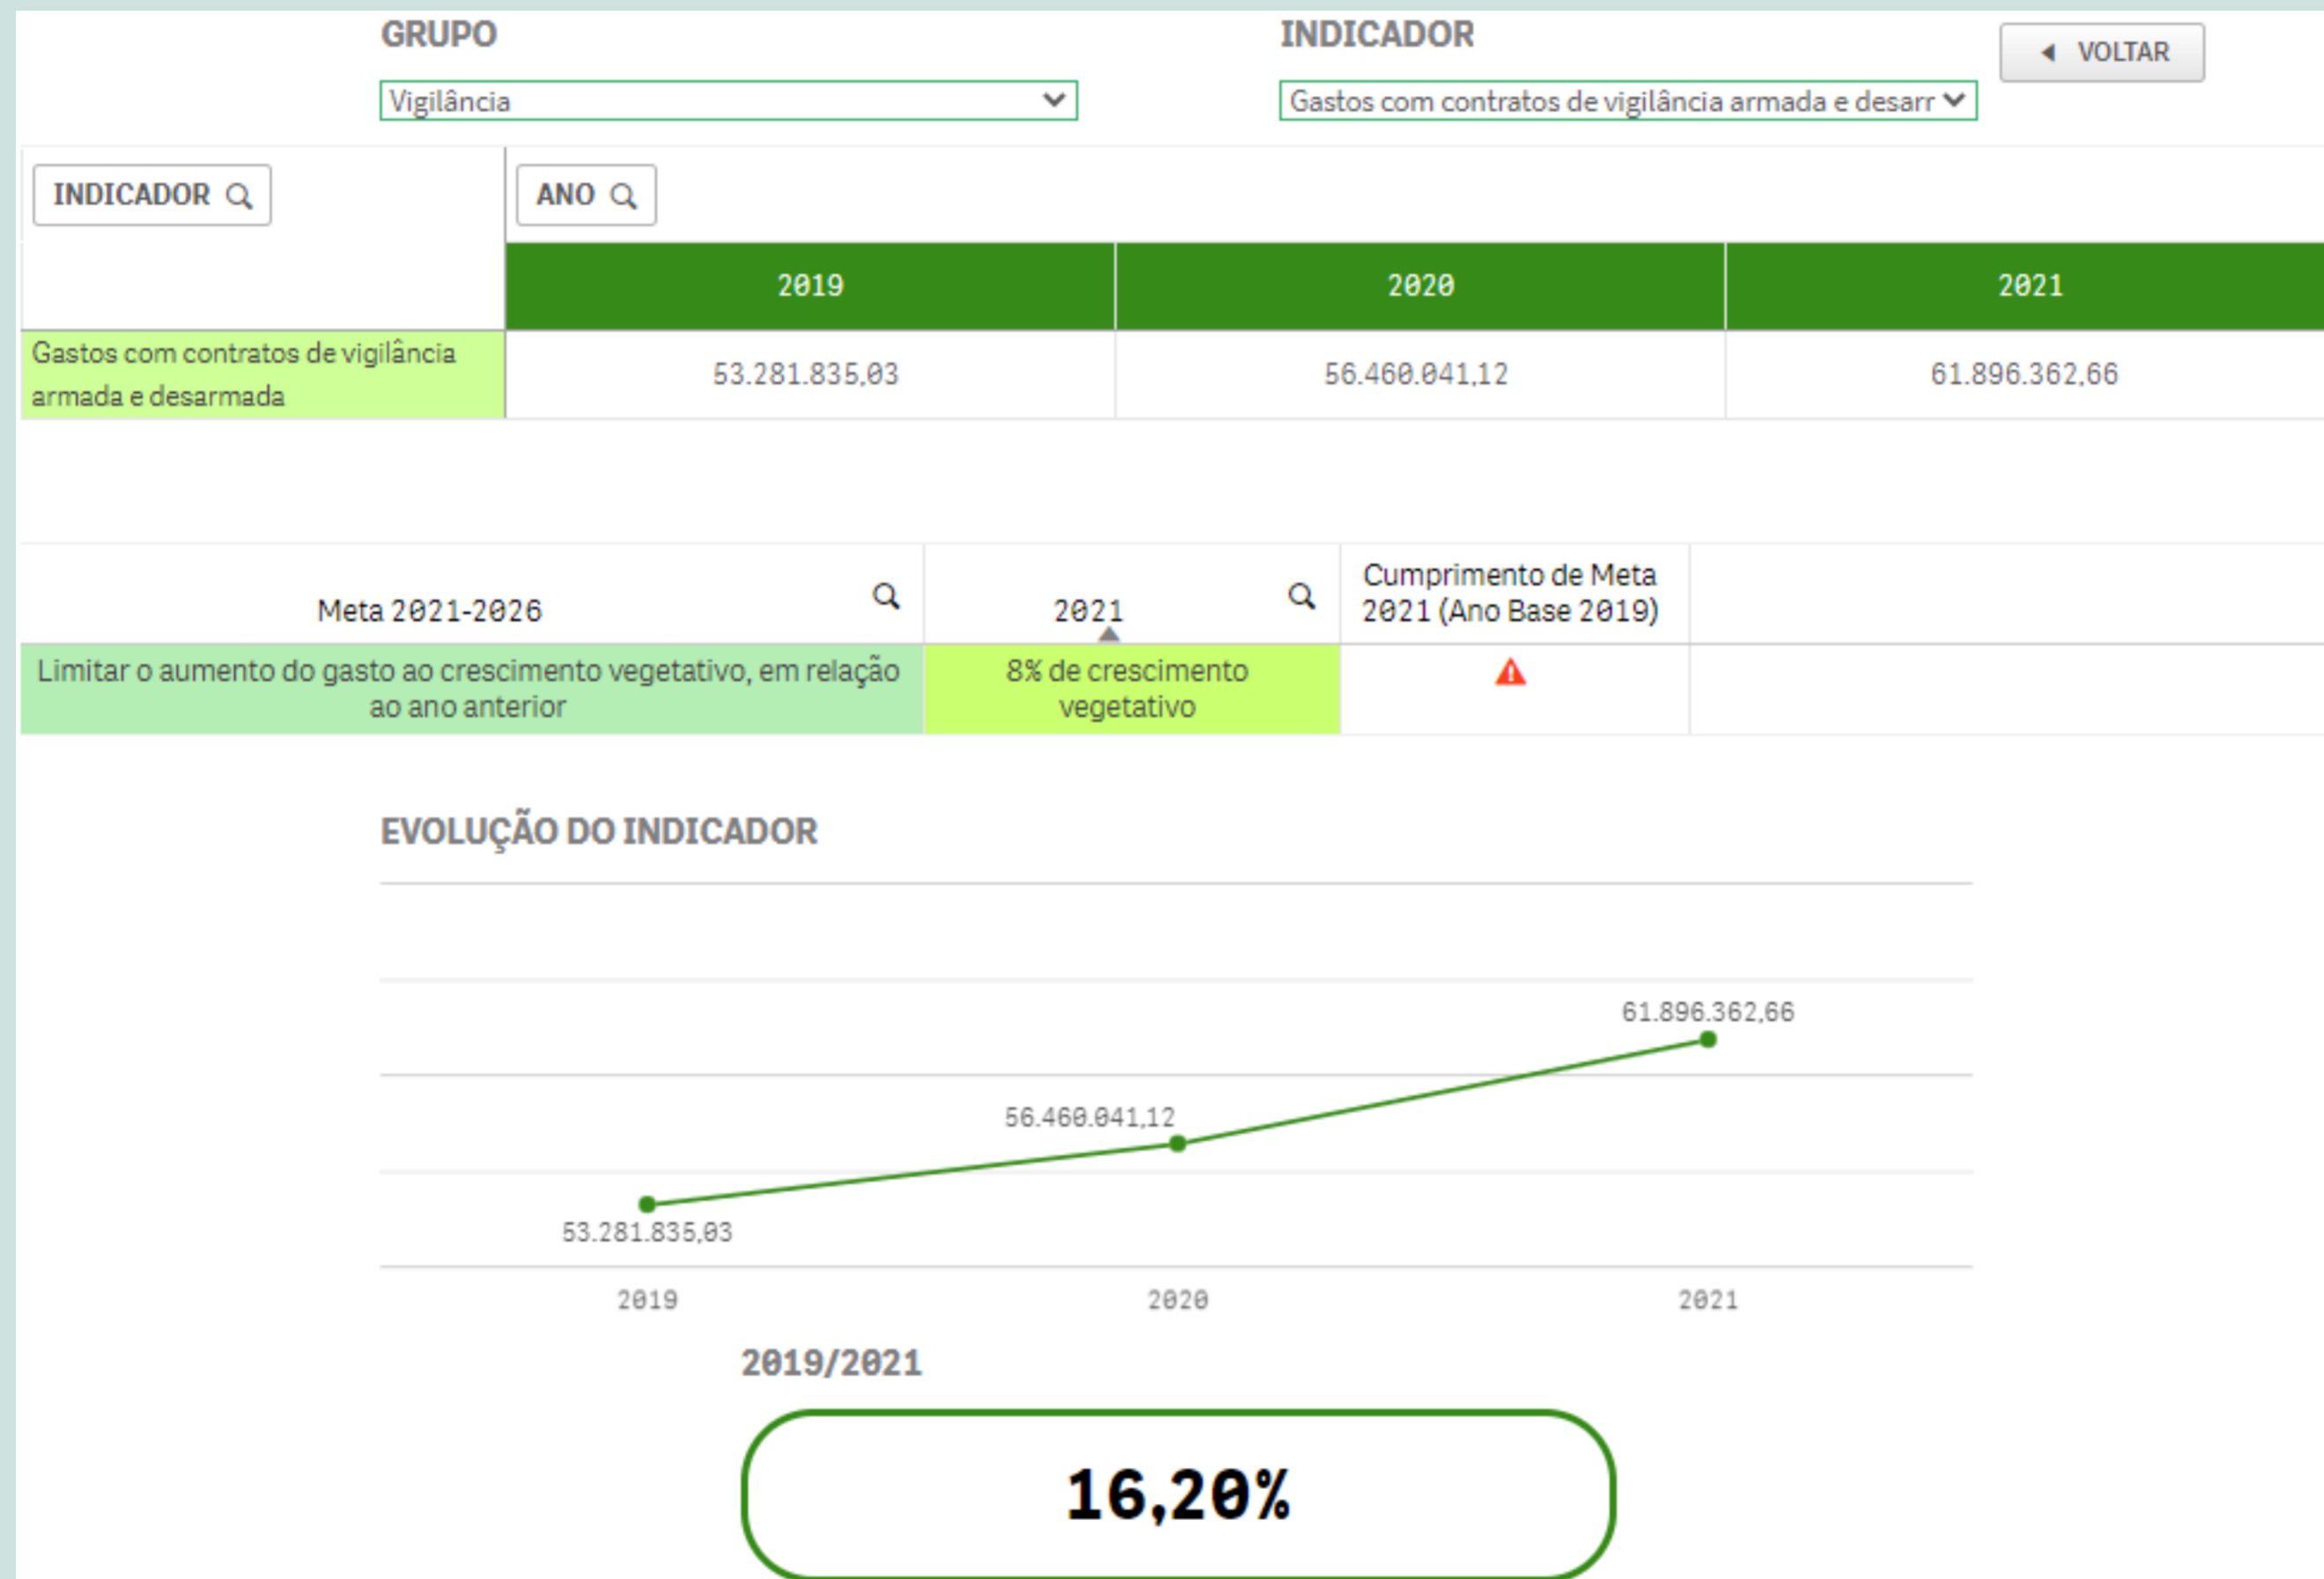 GRUPO
INDICADOR
VOLTAR
Vigilância
Gastos com contratos de vigilância armada e desarr
INDICADOR
ANO
2019
2020
2021
Gastos com contratos de vigilância
armada e desarmada
53.281.835,03
56.460.041,12
61.896.362,66
Meta 2021-2026
2021
Cumprimento de Meta
2021 (Ano Base 2019)
Limitar o aumento do gasto ao crescimento vegetativo, em relação
ao ano anterior
8% de crescimento
vegetativo
EVOLUÇÃO DO INDICADOR
61.896.362,66
56.460.041,12
53.281.835,03
2019
2020
2021
2019/2021
16,20%